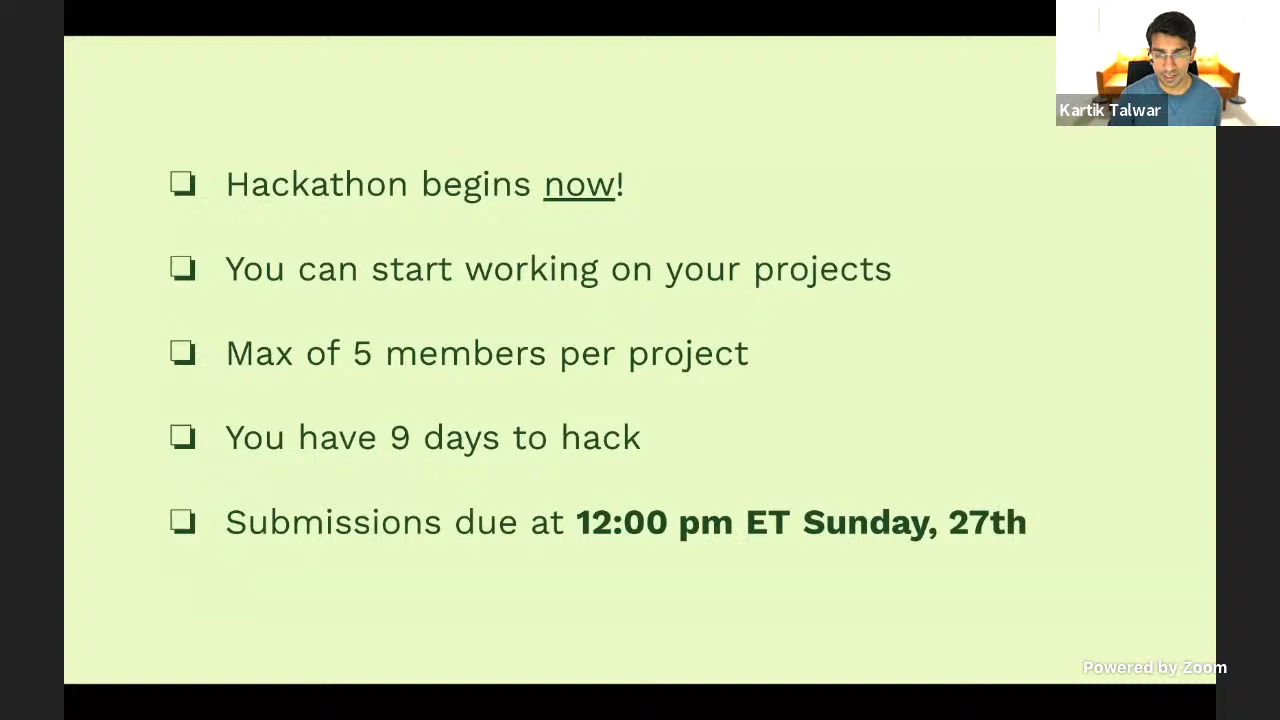 Kartik Talwar
Hackathon begins now!
You can start working on your projects
Max of 5 members per project
You have 9 days to hack
Submissions due at 12:00 pm ET Sunday, 27th
Powered by Zoom